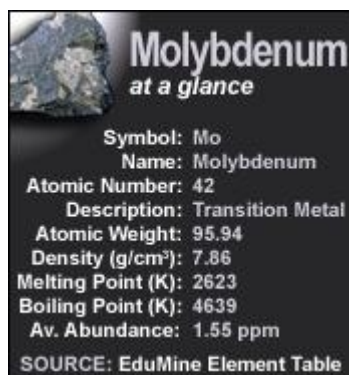 Molybdenum
at a glance
Symbol: Mo
Name: Molybdenum
Atomic Number: 42
Description: Transition Metal
Atomic Weight: 95.94
Density (g/cm³): 7.86
Melting Point (K): 2623
Boiling Point (K): 4639
Av. Abundance: 1.55 ppm
SOURCE: EduMine Element Table